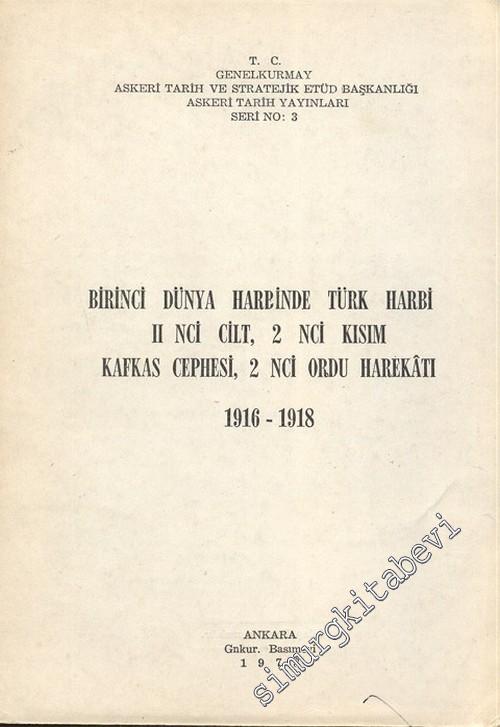 T. C.
GENELKURMAY
ASKERİ TARİH VE STRATEJİK ETÜD BAŞKANLIĞI
ASKERİ TARİH YAYINLARI
SERİ NO: 3
BİRİNCİ DÜNYA HARBİNDE TÜRK HARBİ
II NCİ CİLT, 2 NCİ KISIM
KAFKAS CEPHESİ, 2 NCİ ORDU HAREKÂTI
1916 - 1918
ANKARA
Gnkur. Basımevi
simurgkitabevi